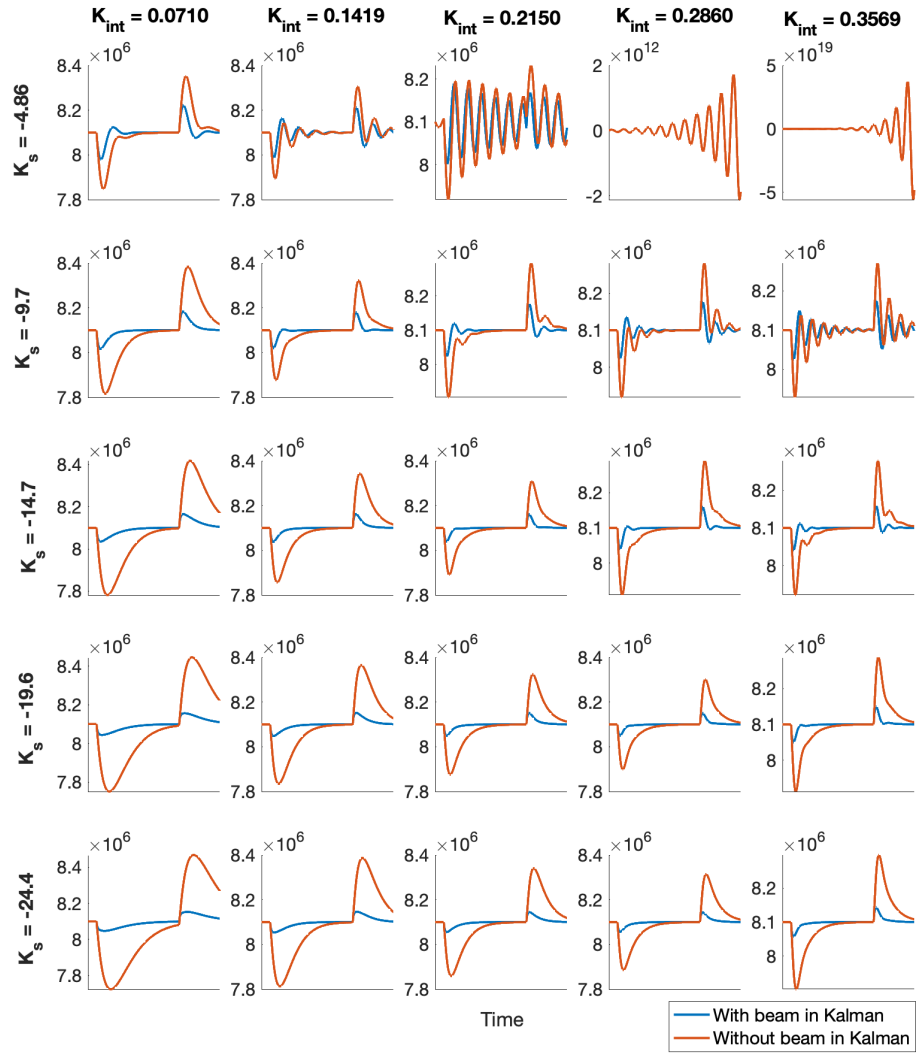 K_int = 0.0710 K_int = 0.1419 K_int = 0.2150 K_int = 0.2860 K_int = 0.3569
×10^6 ×10^6 ×10^6 ×10^12 ×10^19
K_s = -4.86
8.4 8.2 8 7.8
8.4 8.2 8 7.8
8.2 8.1 8
2 0 -2
5 0 -5
×10^6 ×10^6 ×10^6 ×10^6 ×10^6
K_s = -9.7
8.4 8.2 8 7.8
8.4 8.2 8 7.8
8.2 8.1 8
8.2 8.1 8
8.2 8.1 8
×10^6 ×10^6 ×10^6 ×10^6 ×10^6
K_s = -14.7
8.4 8.2 8 7.8
8.4 8.2 8 7.8
8.4 8.2 8 7.8
8.2 8.1 8
8.2 8.1 8
×10^6 ×10^6 ×10^6 ×10^6 ×10^6
K_s = -19.6
8.4 8.2 8 7.8
8.4 8.2 8 7.8
8.4 8.2 8 7.8
8.4 8.2 8 7.8
8.2 8.1 8
×10^6 ×10^6 ×10^6 ×10^6 ×10^6
K_s = -24.4
8.4 8.2 8 7.8
8.4 8.2 8 7.8
8.4 8.2 8 7.8
8.4 8.2 8 7.8
8.2 8.1 8
Time
With beam in Kalman
Without beam in Kalman